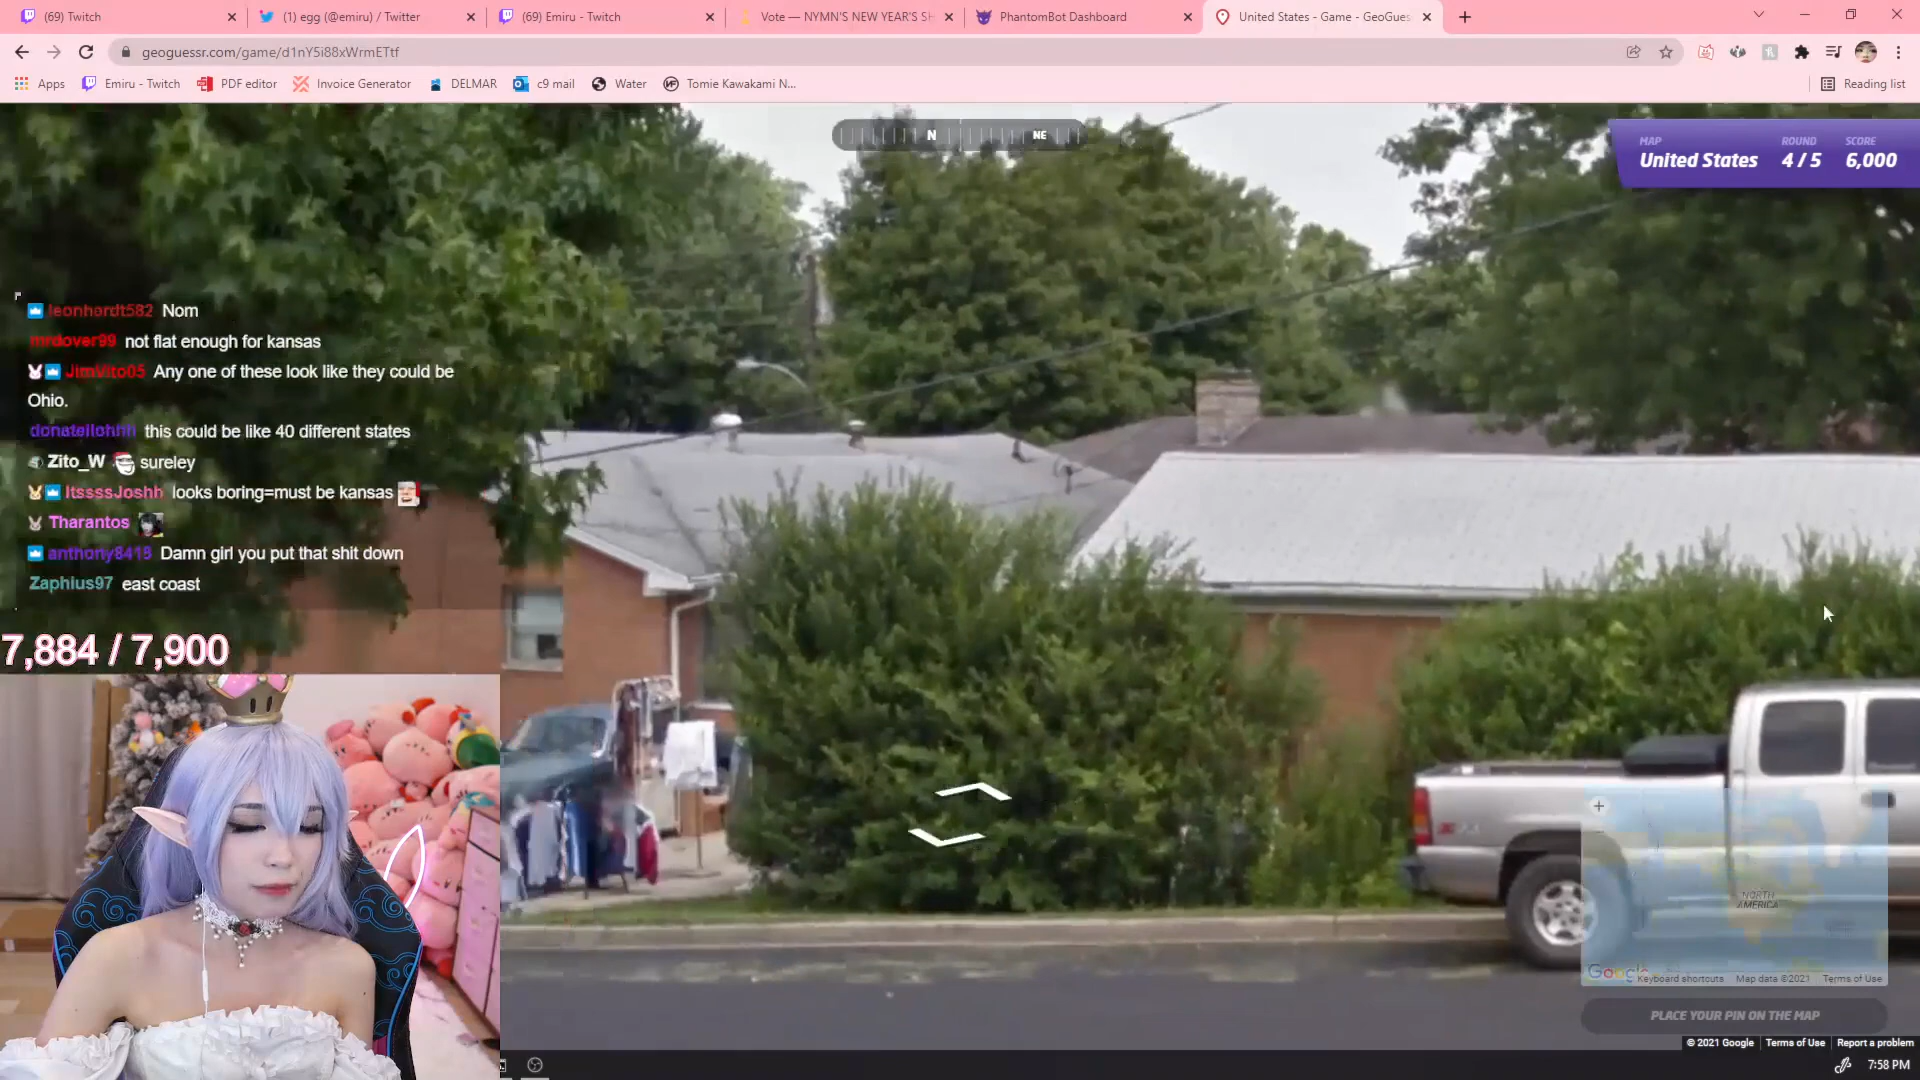 (69) Twitch
(1) egg (@emiru) / Twitter
(69) Emiru - Twitch
Vote — NYMN'S NEW YEAR'S SH
PhantomBot Dashboard
United States - Game - GeoGues
geoguessr.com/game/d1nY5i88xWrmETtf
Apps
Emiru - Twitch
PDF editor
Invoice Generator
DELMAR
c9 mail
Water
Tomie Kawakami N...
Reading list
N
NE
MAP
ROUND
SCORE
United States
4 / 5
6,000
leonhardt582 Nom
mrdover99 not flat enough for kansas
JimVito05 Any one of these look like they could be
Ohio.
this could be like 40 different states
Zito_W sureley
ItssssJoshh looks boring=must be kansas
Tharantos
anthony8415 Damn girl you put that shit down
Zaphius97 east coast
7,884 / 7,900
NORTH
AMERICA
Google
Keyboard shortcuts
Map data ©2021
Terms of Use
PLACE YOUR PIN ON THE MAP
© 2021 Google
Terms of Use
Report a problem
7:58 PM